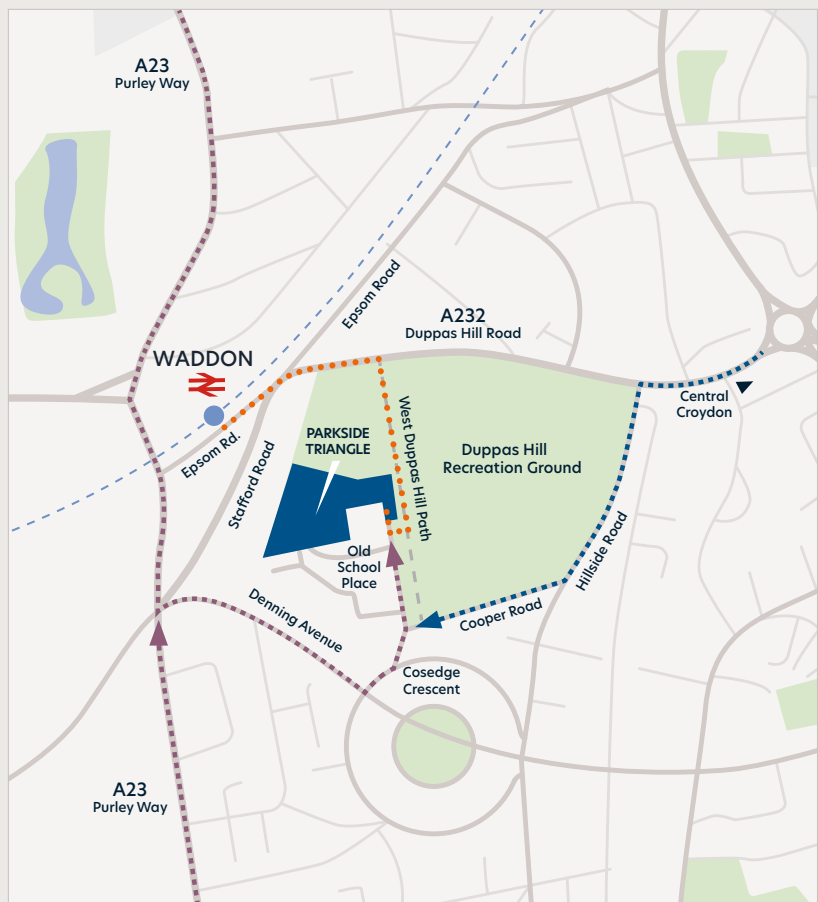 A23
Purley Way
Epsom Road
A232
Duppas Hill Road
WADDON
Central
Croydon
Epsom Rd.
Stafford Road
PARKSIDE
TRIANGLE
West Duppas Hill Path
Duppas Hill
Recreation Ground
Old
School
Place
Hillside Road
Denning Avenue
Cooper Road
Cosedge
Crescent
A23
Purley Way